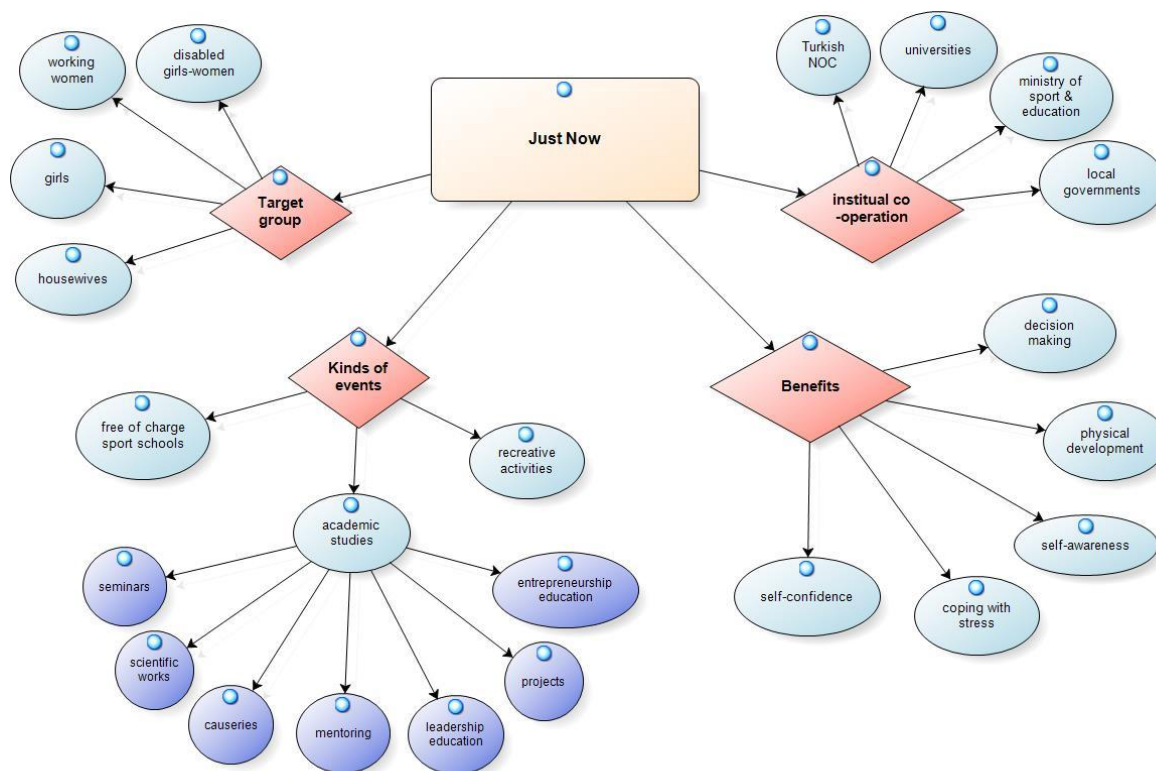 working
women
disabled
girls-women
girls
housewives
Target
group
Just Now
Turkish
NOC
universities
ministry of
sport &
education
local
governments
institual co
-operation
Kinds of
events
free of charge
sport schools
recreative
activities
academic
studies
seminars
scientific
works
causeries
mentoring
leadership
education
projects
entrepreneurship
education
Benefits
decision
making
physical
development
self-awareness
coping with
stress
self-confidence